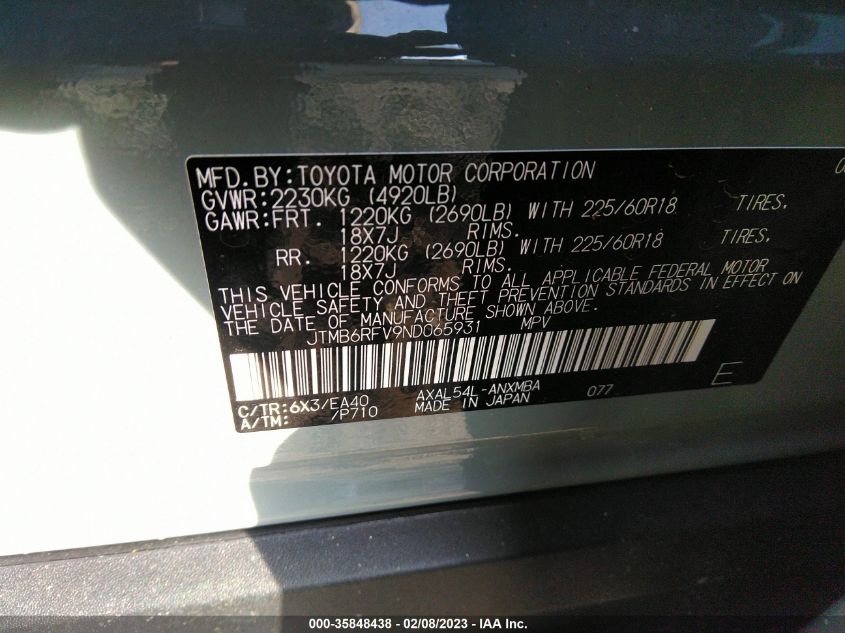 MFD.BY:TOYOTA MOTOR CORPORATION
GVWR:2230KG (4920LB)
GAWR:FRT. 1220KG (2690LB) WITH 225/60R18 TIRES.
18X7J RIMS.
RR. 1220KG (2690LB) WITH 225/60R18 TIRES.
18X7J RIMS.
THIS VEHICLE CONFORMS TO ALL APPLICABLE FEDERAL MOTOR
VEHICLE SAFETY AND THEFT PREVENTION STANDARDS IN EFFECT ON
THE DATE OF MANUFACTURE SHOWN ABOVE.
JTMB6RFV9ND065931 MPV
C/TR:6X3/EA40 AXAL54L-ANXMBA 077 E
A/TM: /P710 MADE IN JAPAN
000-35848438 - 02/08/2023 - IAA Inc.